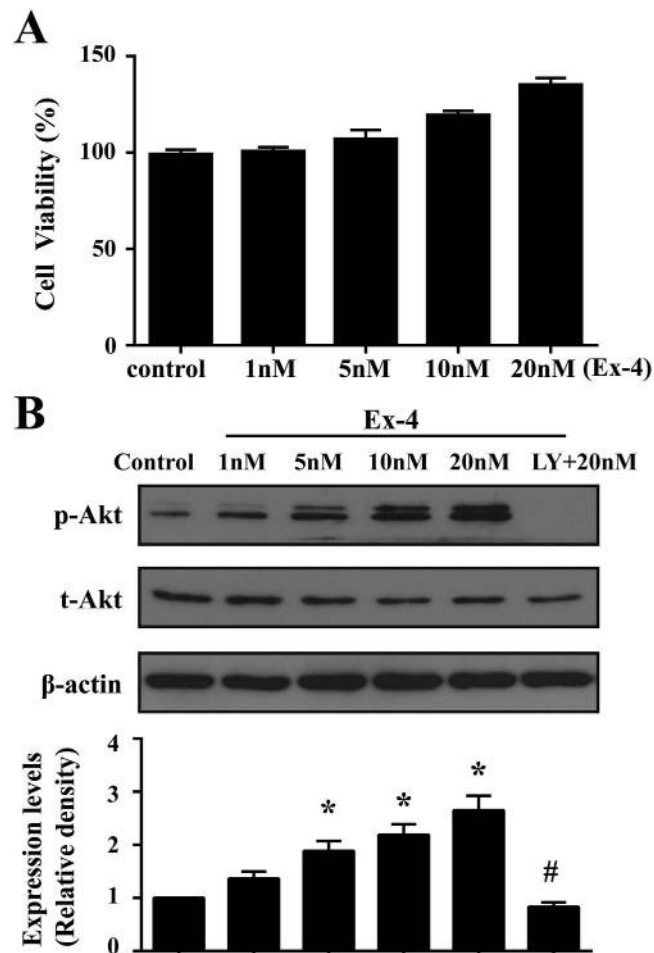 A
Cell Viability (%)
150
100
50
0
control 1nM 5nM 10nM 20nM (Ex-4)
B
Ex-4
Control 1nM 5nM 10nM 20nM LY+20nM
p-Akt
t-Akt
β-actin
Expression levels
(Relative density)
4
3
2
1
0
* * * #